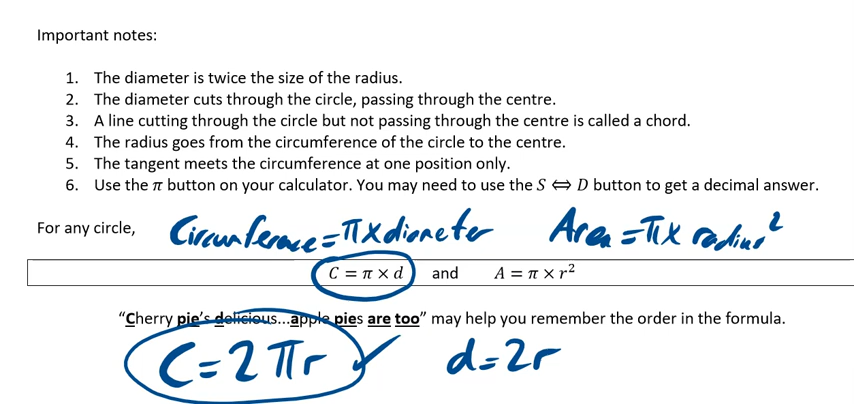 Important notes:
1. The diameter is twice the size of the radius.
2. The diameter cuts through the circle, passing through the centre.
3. A line cutting through the circle but not passing through the centre is called a chord.
4. The radius goes from the circumference of the circle to the centre.
5. The tangent meets the circumference at one position only.
6. Use the π button on your calculator. You may need to use the S ⇔ D button to get a decimal answer.
For any circle, Circumference = π x diameter Area = π x radius²
C = π × d and A = π × r²
“Cherry pie’s delicious…apple pies are too” may help you remember the order in the formula.
C = 2πr ✓ d = 2r